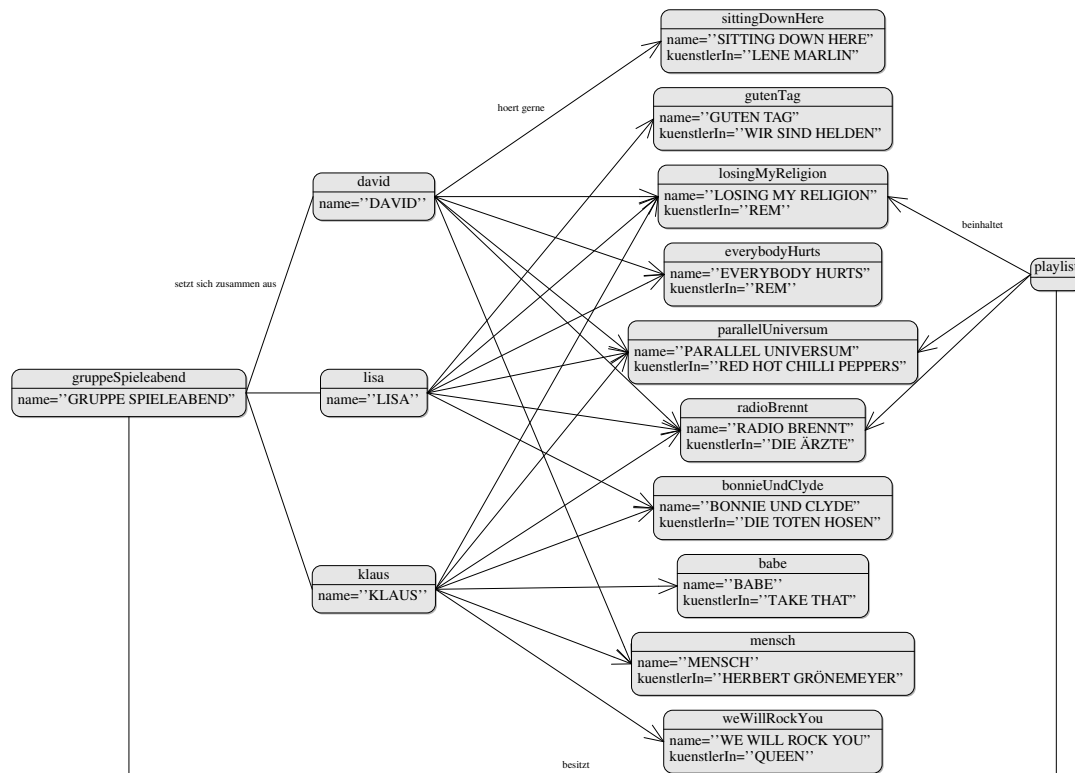 sittingDownHere
name=’’SITTING DOWN HERE’’
kuenstlerIn=’’LENE MARLIN’’
hoert gerne
gutenTag
name=’’GUTEN TAG’’
kuenstlerIn=’’WIR SIND HELDEN’’
david
name=’’DAVID’’
losingMyReligion
name=’’LOSING MY RELIGION’’
kuenstlerIn=’’REM’’
beinhaltet
everybodyHurts
name=’’EVERYBODY HURTS’’
kuenstlerIn=’’REM’’
playlist
setzt sich zusammen aus
parallelUniversum
name=’’PARALLEL UNIVERSUM’’
kuenstlerIn=’’RED HOT CHILLI PEPPERS’’
gruppeSpieleabend
name=’’GRUPPE SPIELEABEND’’
lisa
name=’’LISA’’
radioBrennt
name=’’RADIO BRENNT’’
kuenstlerIn=’’DIE ÄRZTE’’
bonnieUndClyde
name=’’BONNIE UND CLYDE’’
kuenstlerIn=’’DIE TOTEN HOSEN’’
klaus
name=’’KLAUS’’
babe
name=’’BABE’’
kuenstlerIn=’’TAKE THAT’’
mensch
name=’’MENSCH’’
kuenstlerIn=’’HERBERT GRÖNEMEYER’’
weWillRockYou
name=’’WE WILL ROCK YOU’’
kuenstlerIn=’’QUEEN’’
besitzt